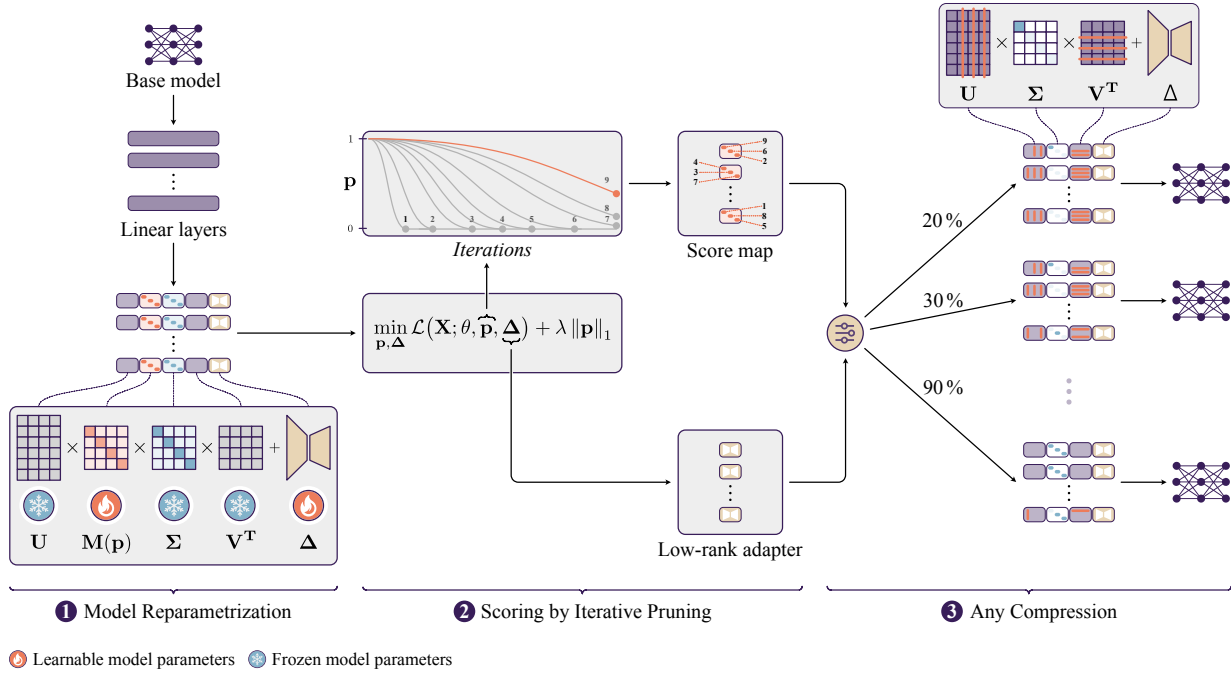 Base model
Linear layers
U × M(p) × Σ × V^T + Δ
1 Model Reparametrization
1
p
0
1 2 3 4 5 6 7 8 9
Iterations
min_{p,Δ} L(X; θ, p, Δ) + λ ‖p‖_1
9
6
2
4
3
7
1
8
5
Score map
Low-rank adapter
2 Scoring by Iterative Pruning
U × Σ × V^T + Δ
20 %
30 %
90 %
3 Any Compression
Learnable model parameters
Frozen model parameters